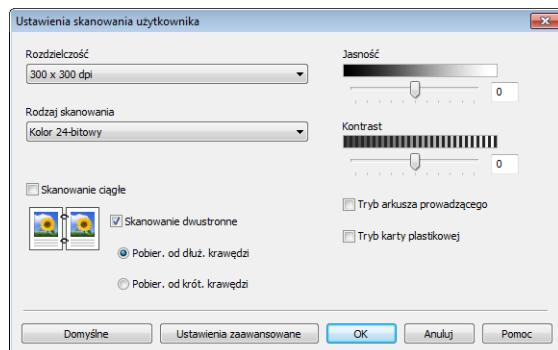 Ustawienia skanowania użytkownika
Rozdzielczość
300 x 300 dpi
Rodzaj skanowania
Kolor 24-bitowy
Skanowanie ciągłe
Skanowanie dwustronne
Pobier. od dłuż. krawędzi
Pobier. od krót. krawędzi
Jasność
0
Kontrast
0
Tryb arkusza prowadzącego
Tryb karty plastikowej
Domyślne
Ustawienia zaawansowane
OK
Anuluj
Pomoc